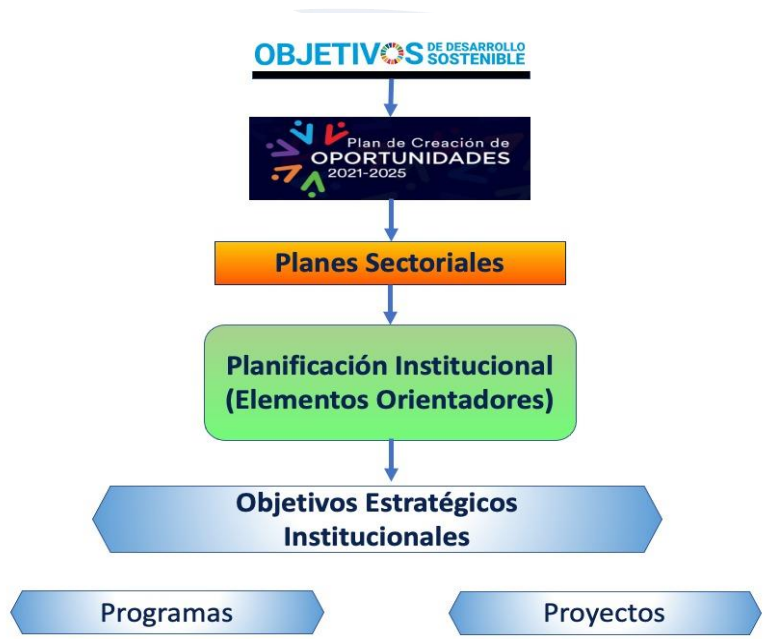 OBJETIVOS DE DESARROLLO
SOSTENIBLE
Plan de Creación de
OPORTUNIDADES
2021-2025
Planes Sectoriales
Planificación Institucional
(Elementos Orientadores)
Objetivos Estratégicos
Institucionales
Programas
Proyectos